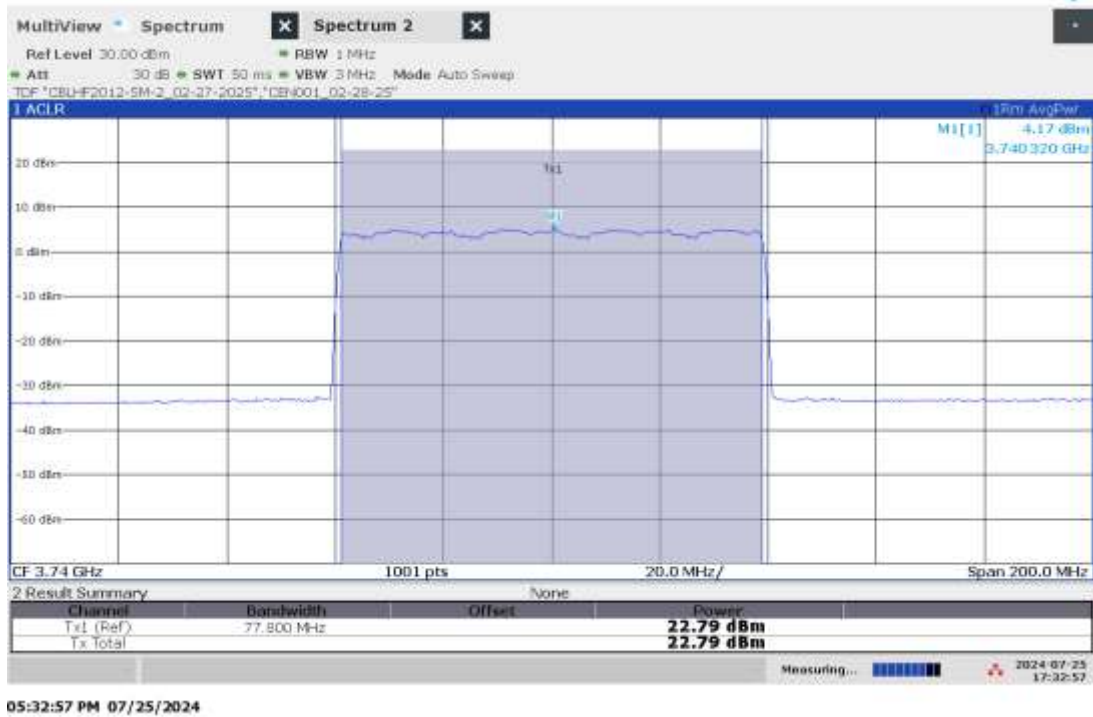 MultiView Spectrum X Spectrum 2 X
Ref Level 30.00 dBm RBW 1 MHz
Att 30 dB SWT 50 ms VBW 3 MHz Mode Auto Sweep
TDF "CBLHF2012-SM-2_02-27-2025","CEN001_02-28-25"
1 ACLR 1Rm AvgPwr
M1[1] 4.17 dBm
3.740 320 GHz
20 dBm
Tx1
10 dBm
M1
0 dBm
-10 dBm
-20 dBm
-30 dBm
-40 dBm
-50 dBm
-60 dBm
CF 3.74 GHz 1001 pts 20.0 MHz/ Span 200.0 MHz
2 Result Summary None
Channel Bandwidth Offset Power
Tx1 (Ref) 77.800 MHz 22.79 dBm
Tx Total 22.79 dBm
Measuring... 2024-07-25
17:32:57
05:32:57 PM 07/25/2024